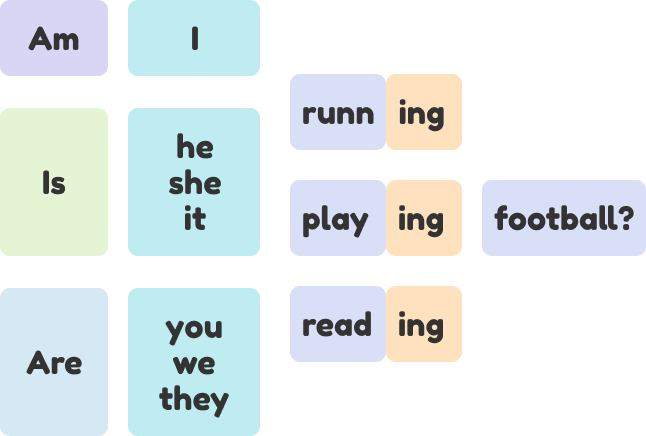 Am I
runn ing
he
Is she
it
play ing football?
you
read ing
Are we
they